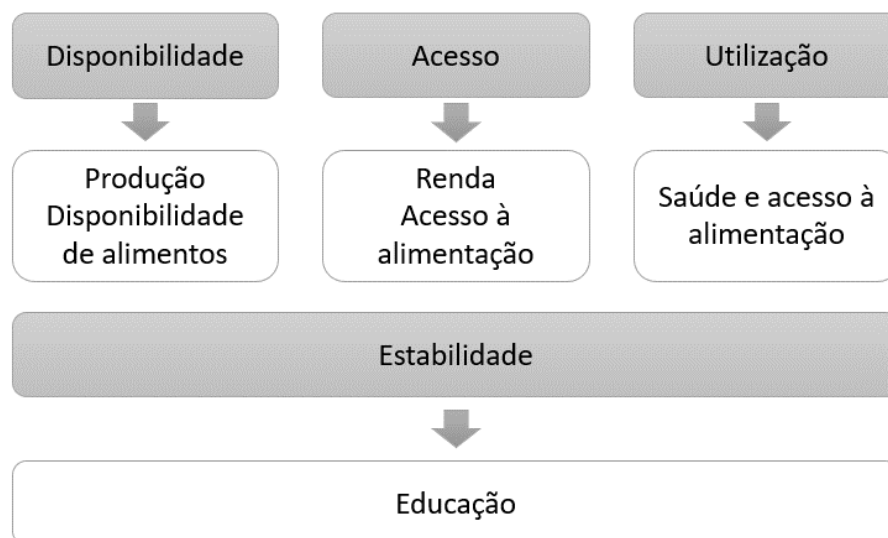 Disponibilidade
Acesso
Utilização
Produção
Disponibilidade
de alimentos
Renda
Acesso à
alimentação
Saúde e acesso à
alimentação
Estabilidade
Educação